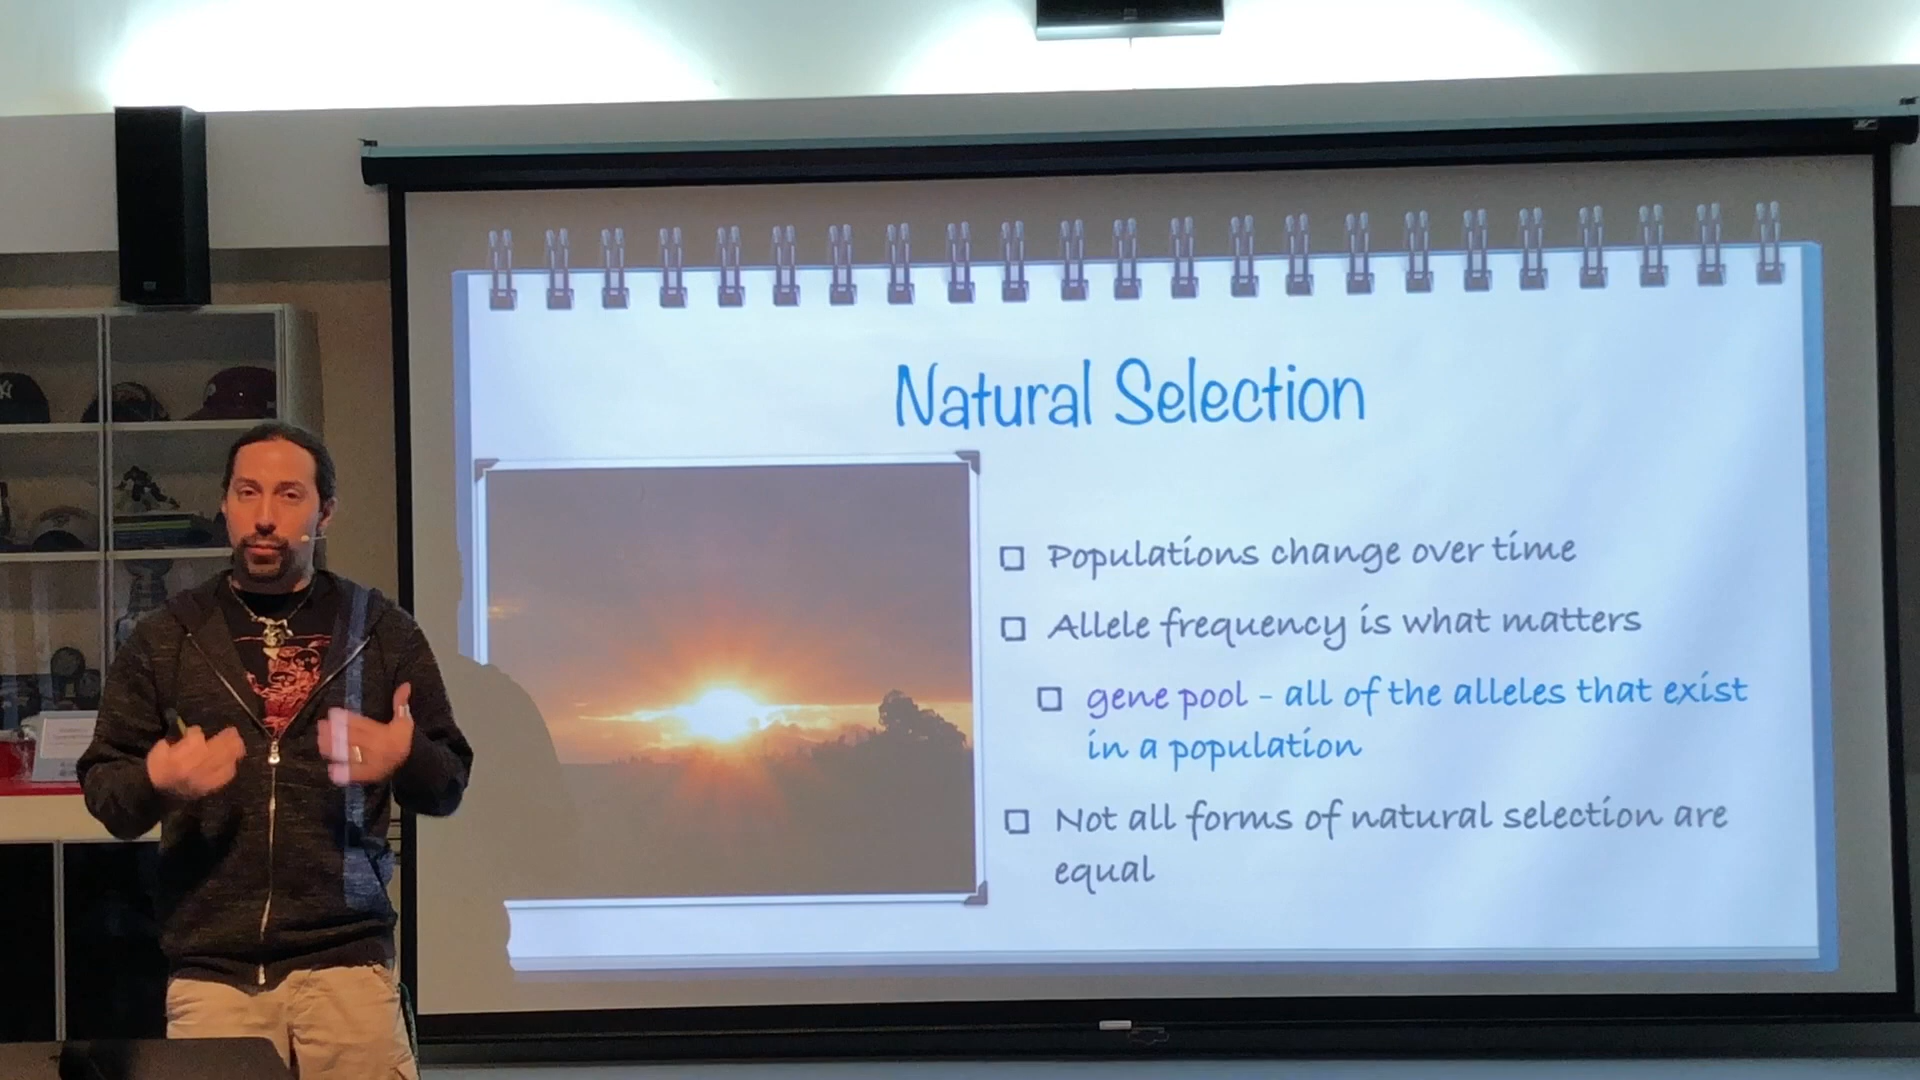 Natural Selection
Populations change over time
Allele frequency is what matters
gene pool - all of the alleles that exist
in a population
Not all forms of natural selection are
equal